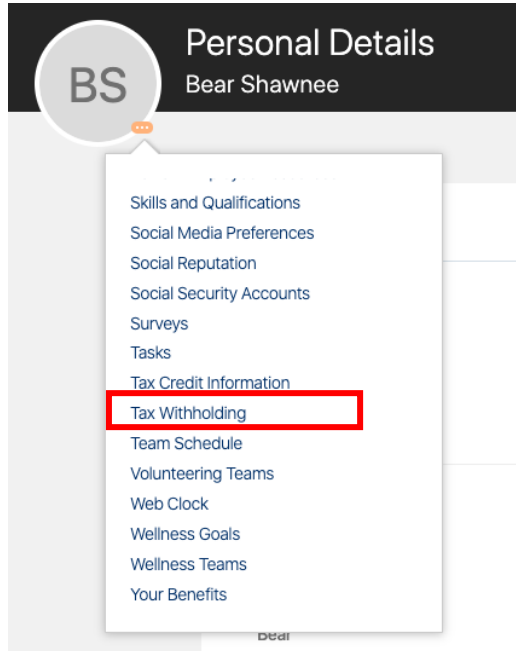 Personal Details
BS
Bear Shawnee
Skills and Qualifications
Social Media Preferences
Social Reputation
Social Security Accounts
Surveys
Tasks
Tax Credit Information
Tax Withholding
Team Schedule
Volunteering Teams
Web Clock
Wellness Goals
Wellness Teams
Your Benefits
Bear